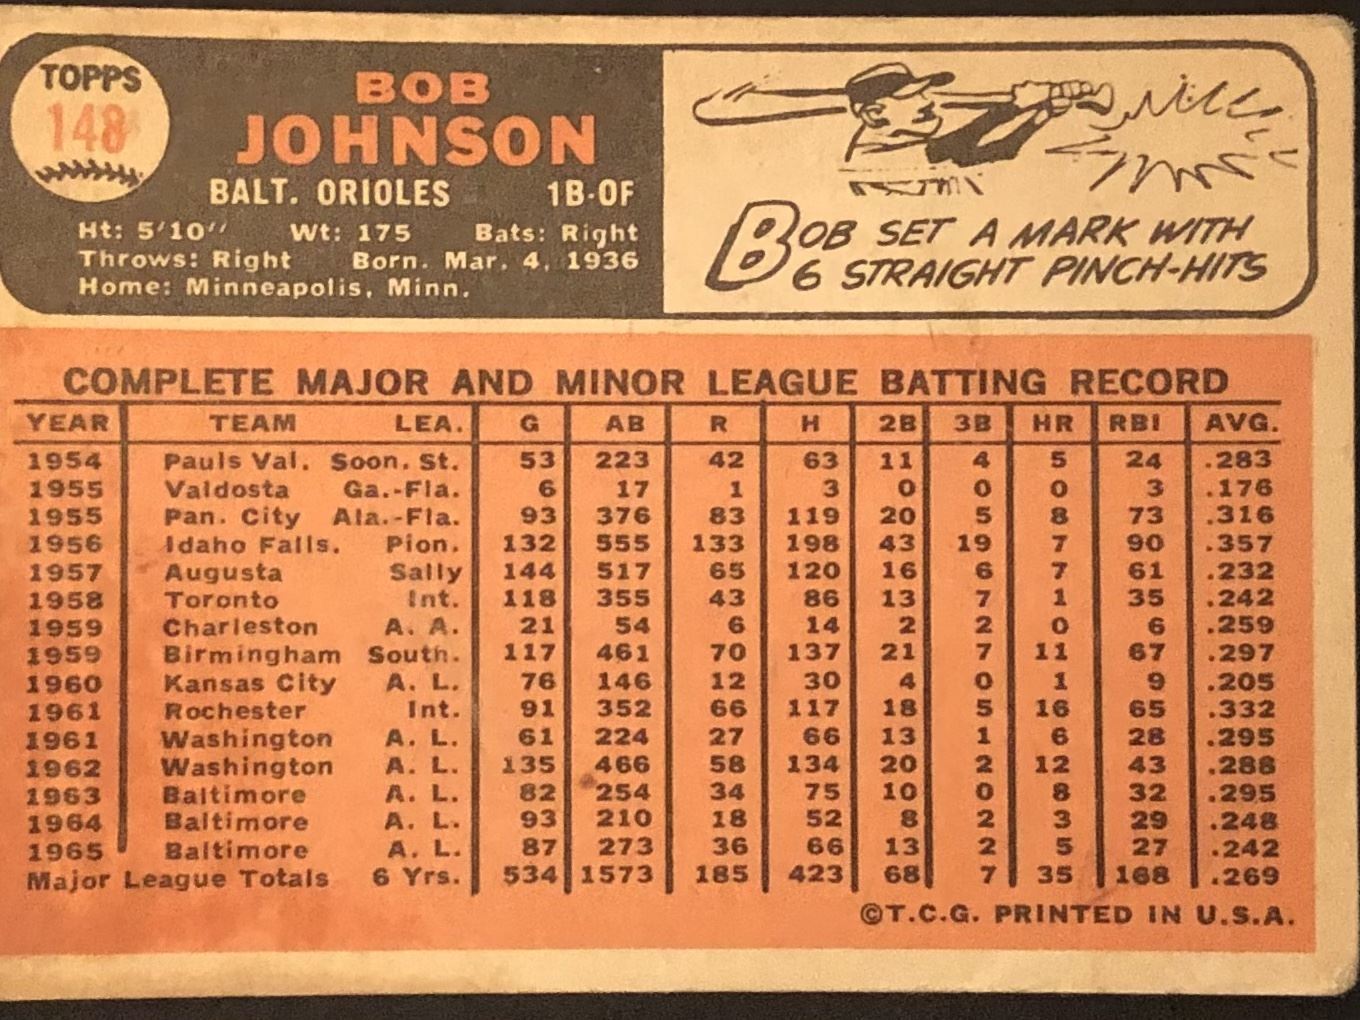 TOPPS
148
BOB
JOHNSON
BALT. ORIOLES 1B-OF
Ht: 5'10" Wt: 175 Bats: Right
Throws: Right Born. Mar. 4, 1936
Home: Minneapolis, Minn.
BOB SET A MARK WITH
6 STRAIGHT PINCH-HITS
COMPLETE MAJOR AND MINOR LEAGUE BATTING RECORD
YEAR TEAM LEA. G AB R H 2B 3B HR RBI AVG.
1954 Pauls Val. Soon. St. 53 223 42 63 11 4 5 24 .283
1955 Valdosta Ga.-Fla. 6 17 1 3 0 0 0 3 .176
1955 Pan. City Ala.-Fla. 93 376 83 119 20 5 8 73 .316
1956 Idaho Falls. Pion. 132 555 133 198 43 19 7 90 .357
1957 Augusta Sally 144 517 65 120 16 6 7 61 .232
1958 Toronto Int. 118 355 43 86 13 7 1 35 .242
1959 Charleston A. A. 21 54 6 14 2 2 0 6 .259
1959 Birmingham South. 117 461 70 137 21 7 11 67 .297
1960 Kansas City A. L. 76 146 12 30 4 0 1 9 .205
1961 Rochester Int. 91 352 66 117 18 5 16 65 .332
1961 Washington A. L. 61 224 27 66 13 1 6 28 .295
1962 Washington A. L. 135 466 58 134 20 2 12 43 .288
1963 Baltimore A. L. 82 254 34 75 10 0 8 32 .295
1964 Baltimore A. L. 93 210 18 52 8 2 3 29 .248
1965 Baltimore A. L. 87 273 36 66 13 2 5 27 .242
Major League Totals 6 Yrs. 534 1573 185 423 68 7 35 168 .269
©T.C.G. PRINTED IN U.S.A.